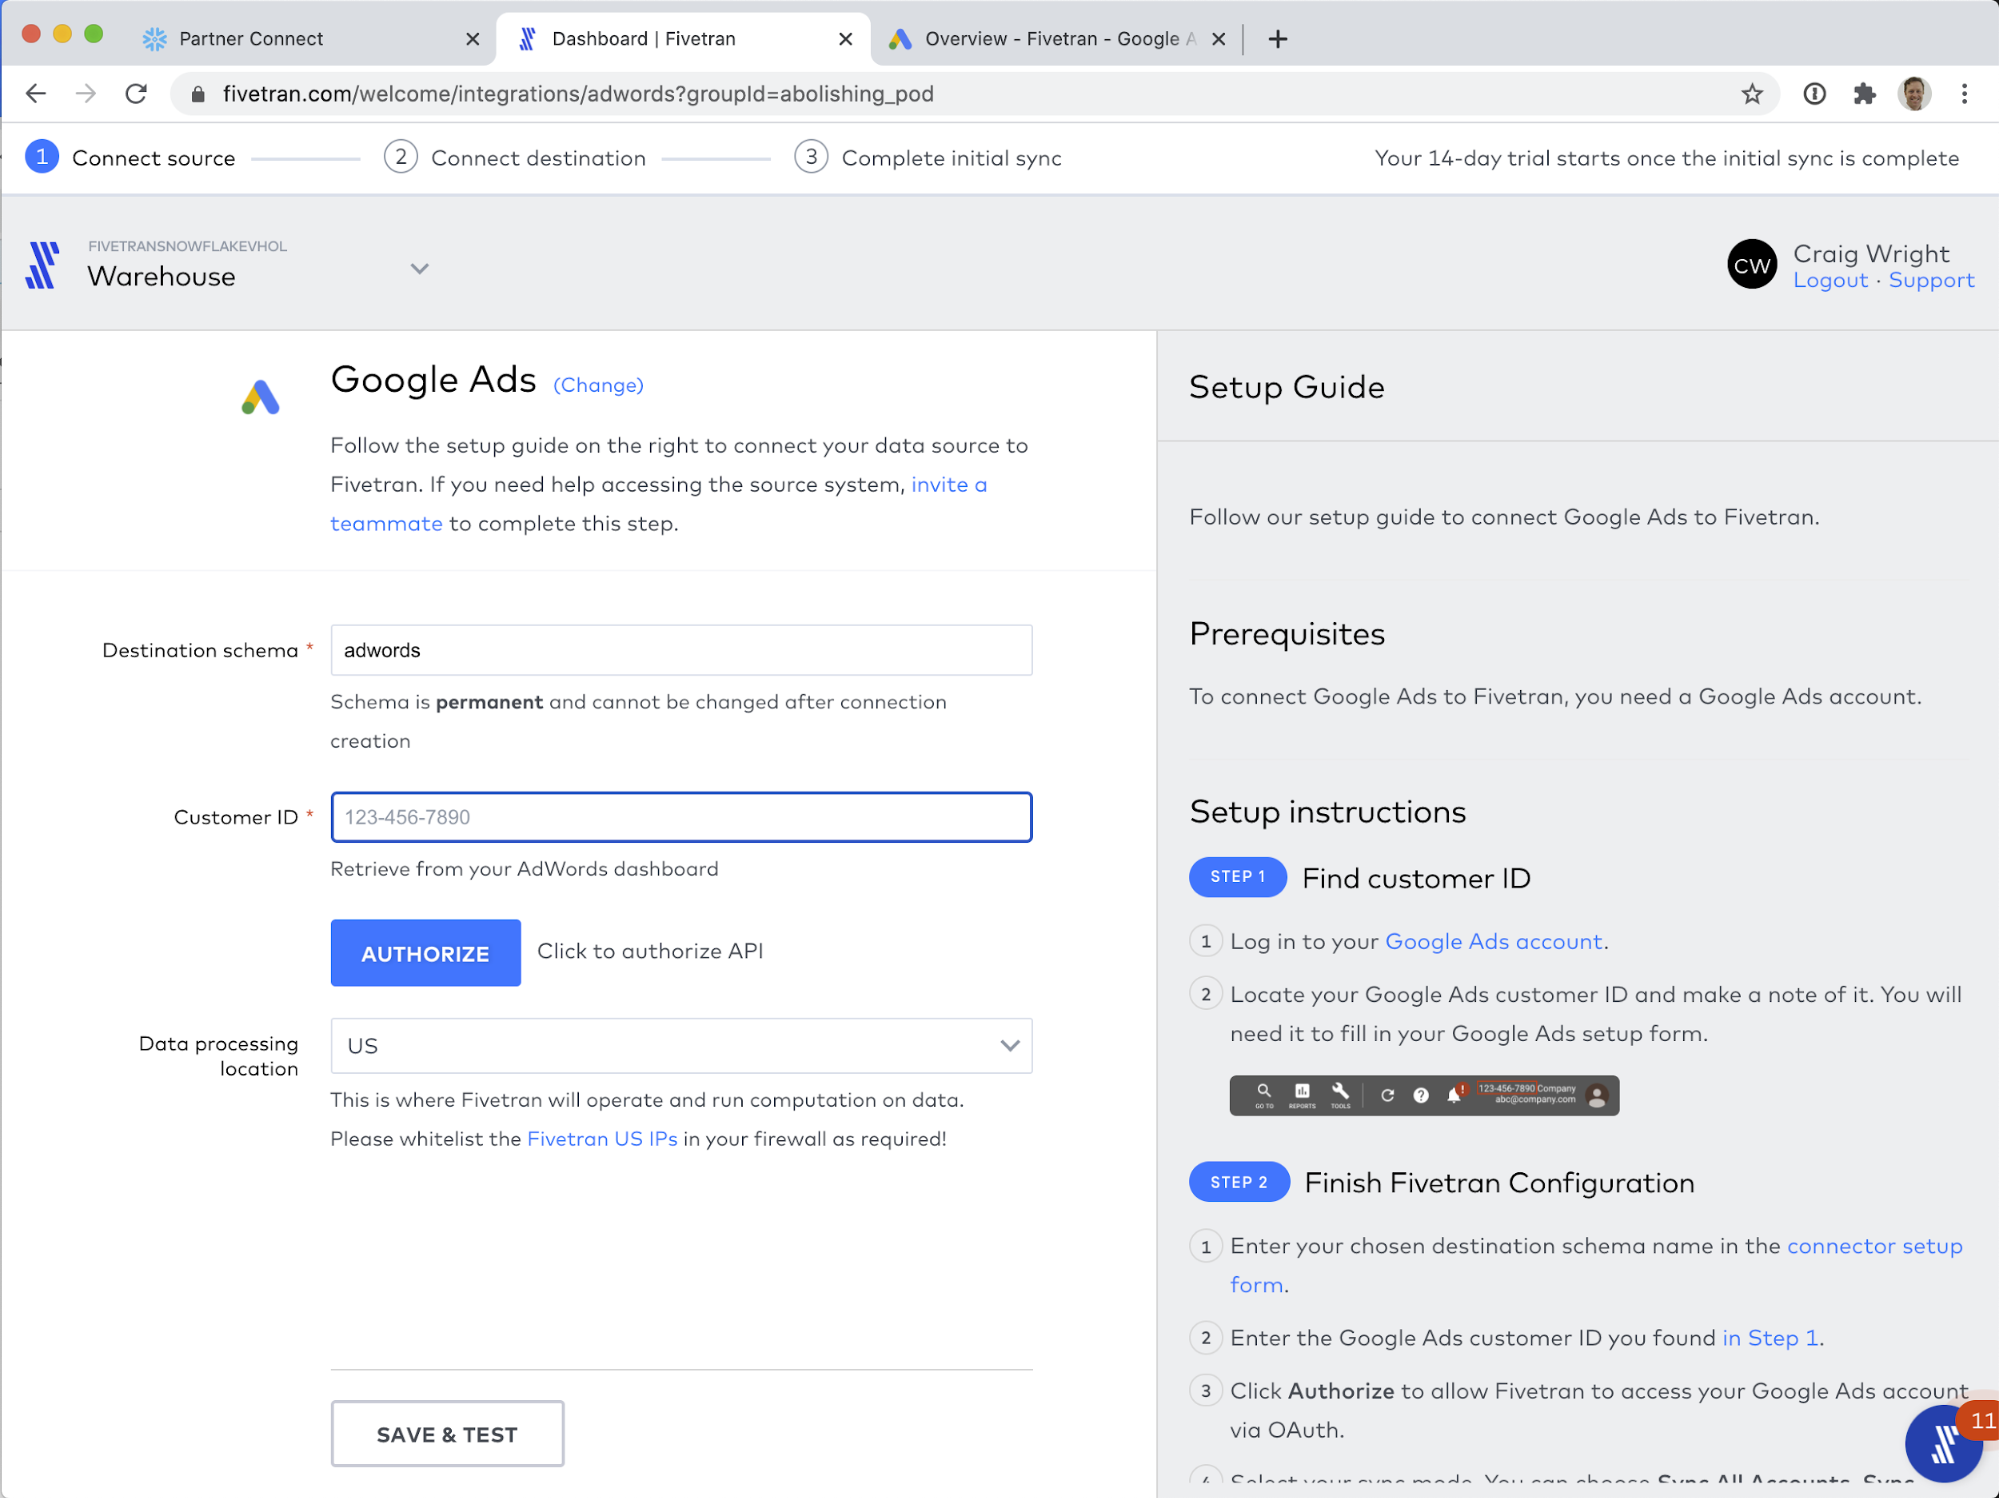 Partner Connect
Dashboard | Fivetran
Overview - Fivetran - Google A
fivetran.com/welcome/integrations/adwords?groupId=abolishing_pod
1 Connect source
2 Connect destination
3 Complete initial sync
Your 14-day trial starts once the initial sync is complete
FIVETRANSNOWFLAKEVHOL
Warehouse
CW
Craig Wright
Logout · Support
Google Ads (Change)
Follow the setup guide on the right to connect your data source to
Fivetran. If you need help accessing the source system, invite a
teammate to complete this step.
Destination schema *
adwords
Schema is permanent and cannot be changed after connection
creation
Customer ID *
123-456-7890
Retrieve from your AdWords dashboard
AUTHORIZE
Click to authorize API
Data processing
location
US
This is where Fivetran will operate and run computation on data.
Please whitelist the Fivetran US IPs in your firewall as required!
SAVE & TEST
Setup Guide
Follow our setup guide to connect Google Ads to Fivetran.
Prerequisites
To connect Google Ads to Fivetran, you need a Google Ads account.
Setup instructions
STEP 1 Find customer ID
1 Log in to your Google Ads account.
2 Locate your Google Ads customer ID and make a note of it. You will
need it to fill in your Google Ads setup form.
GO TO
REPORTS
TOOLS
123-456-7890 Company
abc@company.com
STEP 2 Finish Fivetran Configuration
1 Enter your chosen destination schema name in the connector setup
form.
2 Enter the Google Ads customer ID you found in Step 1.
3 Click Authorize to allow Fivetran to access your Google Ads account
via OAuth.
4 Select your sync mode. You can choose Sync All Accounts, Sync
11